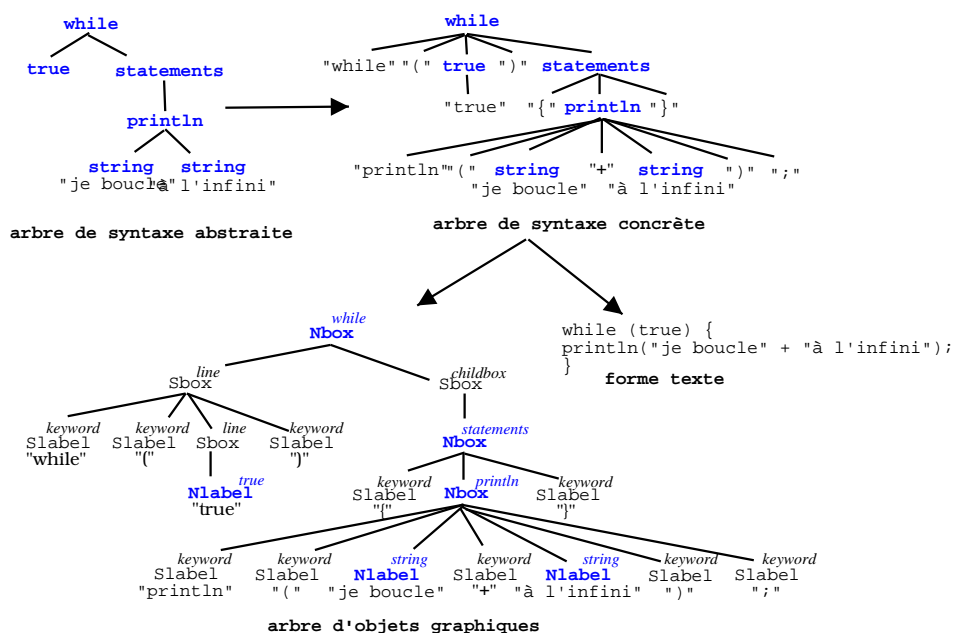 while
true statements
println
string string
"je boucle" "à l'infini"
arbre de syntaxe abstraite
while
"while" "(" true ")" statements
"true" "{" println "}"
"println" "(" string "+" string ")" ";"
"je boucle" "à l'infini"
arbre de syntaxe concrète
while
Nbox
line
Sbox
childbox
Sbox
keyword keyword line keyword
Slabel Slabel Sbox Slabel
"while" "(" ")"
true
Nlabel
"true"
statements
Nbox
keyword println keyword
Slabel Nbox Slabel
"{" "}"
keyword keyword string keyword string keyword keyword
Slabel Slabel Nlabel Slabel Nlabel Slabel Slabel
"println" "(" "je boucle" "+" "à l'infini" ")" ";"
arbre d'objets graphiques
while (true) {
println("je boucle" + "à l'infini");
}
forme texte